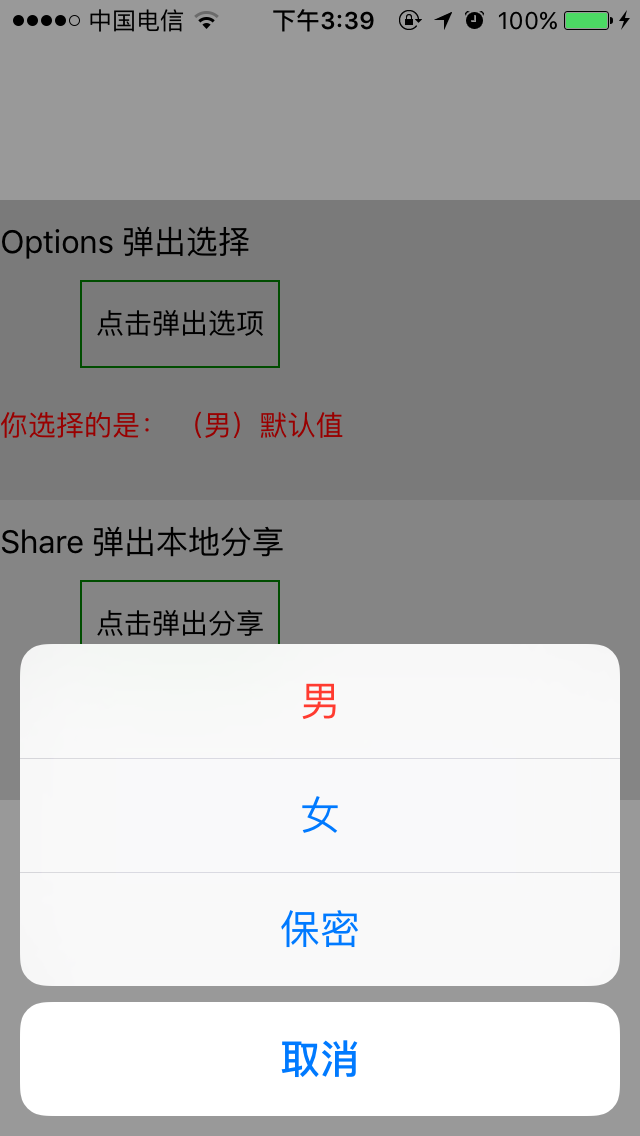 中国电信 下午3:39 100%
Options 弹出选择
点击弹出选项
你选择的是： （男）默认值
Share 弹出本地分享
点击弹出分享
男
女
保密
取消